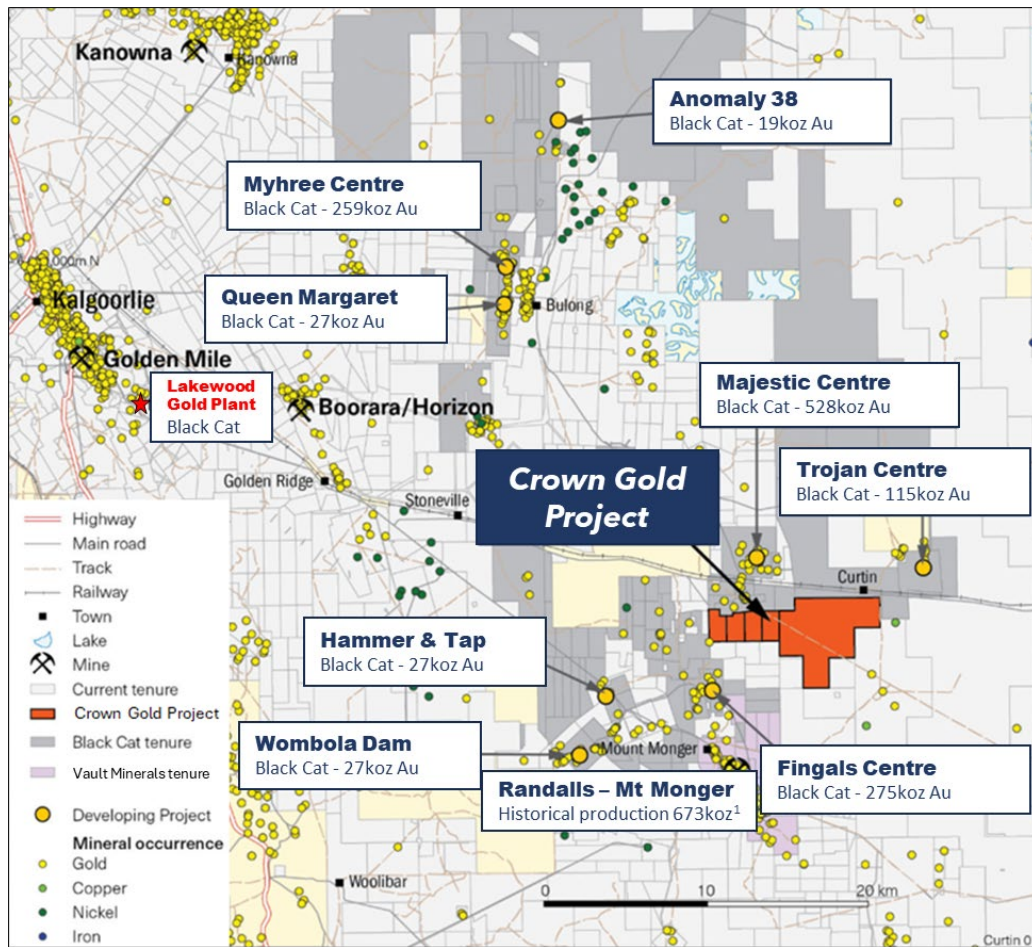 Kanowna
Kanowna
Anomaly 38
Black Cat - 19koz Au
Myhree Centre
Black Cat - 259koz Au
000m N
Kalgoorlie
Queen Margaret
Black Cat - 27koz Au
Bulong
Golden Mile
Lakewood
Gold Plant
Black Cat
Boorara/Horizon
Majestic Centre
Black Cat - 528koz Au
Golden Ridge
Stoneville
Crown Gold
Project
Trojan Centre
Black Cat - 115koz Au
Curtin
Highway
Main road
Track
Railway
Town
Lake
Mine
Current tenure
Crown Gold Project
Black Cat tenure
Vault Minerals tenure
Developing Project
Mineral occurrence
Gold
Copper
Nickel
Iron
Hammer & Tap
Black Cat - 27koz Au
Wombola Dam
Black Cat - 27koz Au
Mount Monger
Randalls – Mt Monger
Historical production 673koz¹
Fingals Centre
Black Cat - 275koz Au
Woolibar
0 10 20 km
Curtin 0